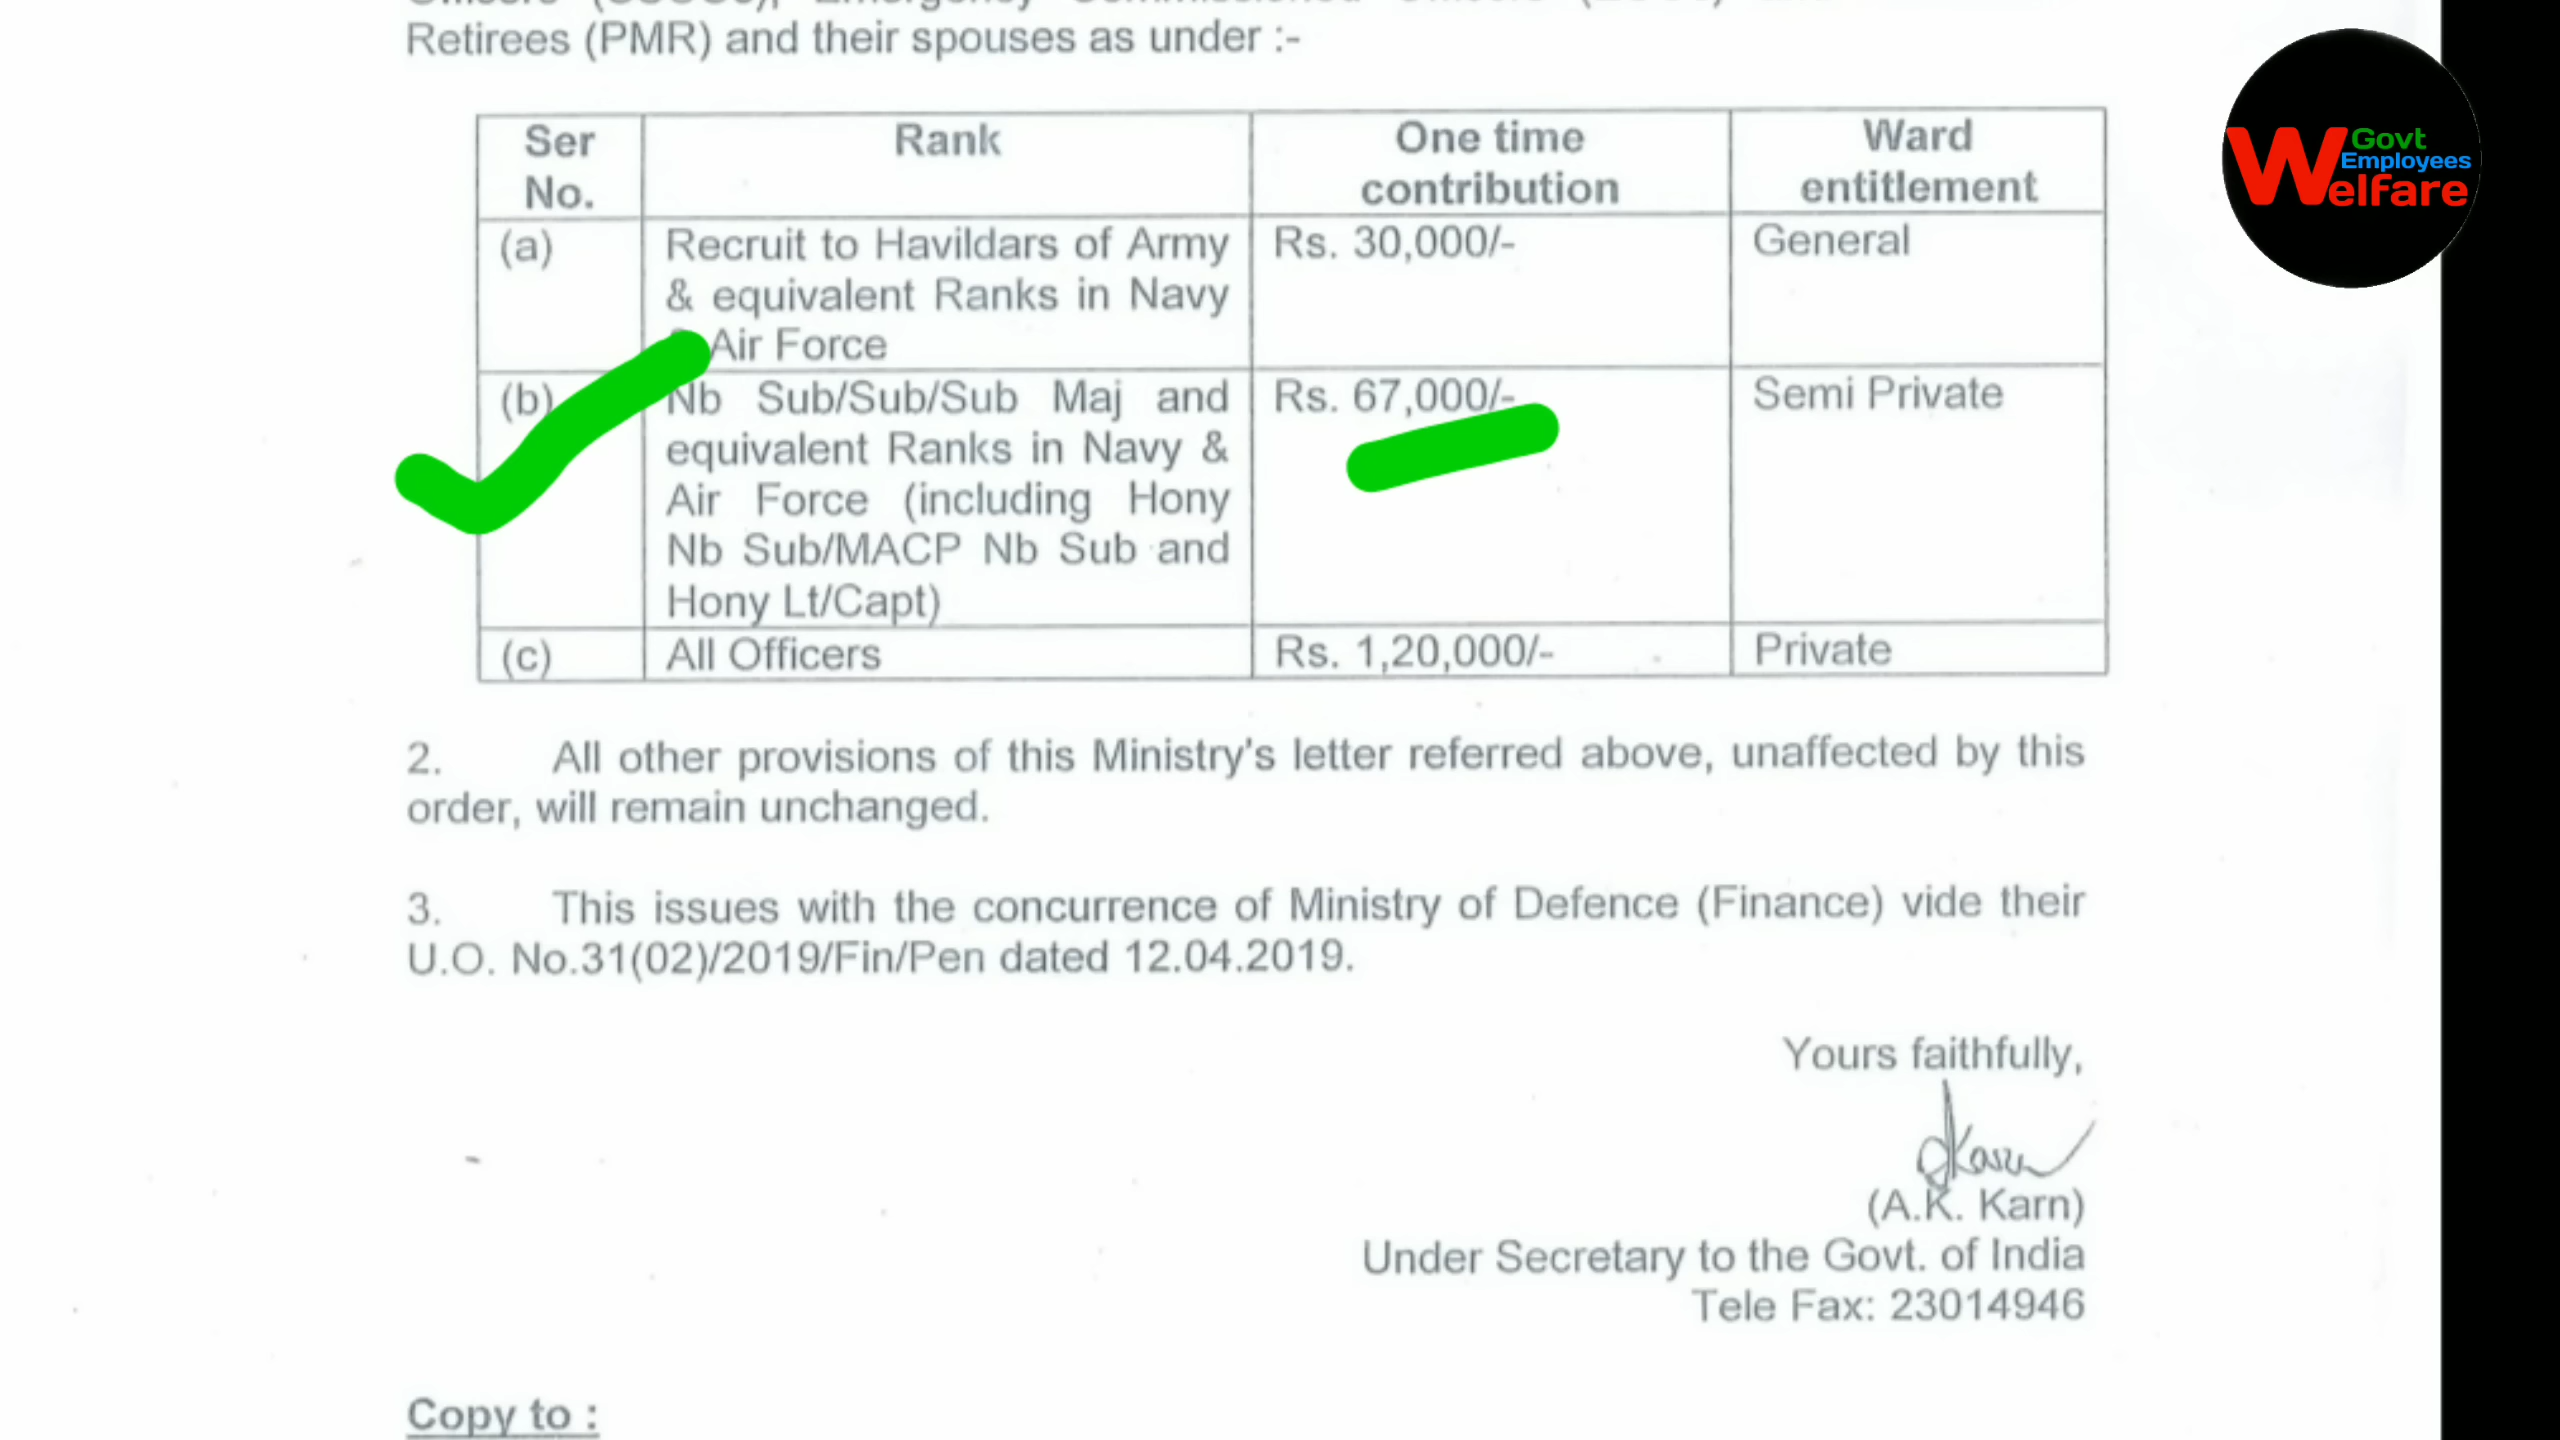 Retirees (PMR) and their spouses as under :-
Ser No.
Rank
One time contribution
Ward entitlement
(a)
Recruit to Havildars of Army
& equivalent Ranks in Navy
Air Force
Rs. 30,000/-
General
(b)
Nb Sub/Sub/Sub Maj and
equivalent Ranks in Navy &
Air Force (including Hony
Nb Sub/MACP Nb Sub and
Hony Lt/Capt)
Rs. 67,000/-
Semi Private
(c)
All Officers
Rs. 1,20,000/-
Private
2. All other provisions of this Ministry's letter referred above, unaffected by this
order, will remain unchanged.
3. This issues with the concurrence of Ministry of Defence (Finance) vide their
U.O. No.31(02)/2019/Fin/Pen dated 12.04.2019.
Yours faithfully,
(A.K. Karn)
Under Secretary to the Govt. of India
Tele Fax: 23014946
Copy to :
Govt
Employees
Welfare